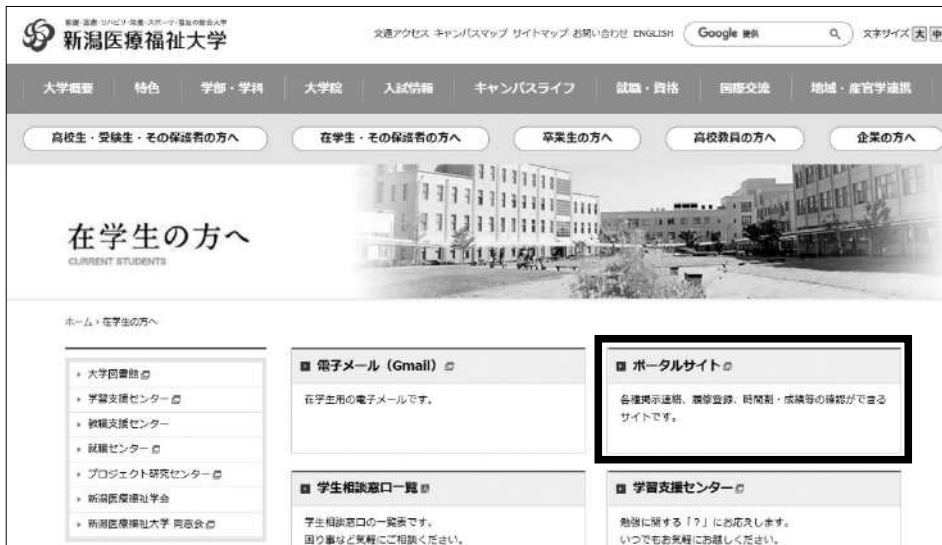 看護・医療・リハビリ・栄養・スポーツ・福祉の総合大学
新潟医療福祉大学
交通アクセス キャンパスマップ サイトマップ お問い合わせ ENGLISH
Google 提供
文字サイズ 大 中
大学概要 特色 学部・学科 大学院 入試情報 キャンパスライフ 就職・資格 国際交流 地域・産官学連携
高校生・受験生・その保護者の方へ 在学生・その保護者の方へ 卒業生の方へ 高校教員の方へ 企業の方へ
在学生の方へ
CURRENT STUDENTS
ホーム › 在学生の方へ
大学図書館
学習支援センター
教職支援センター
就職センター
プロジェクト研究センター
新潟医療福祉学会
新潟医療福祉大学 同窓会
電子メール（Gmail）
在学生用の電子メールです。
ポータルサイト
各種掲示連絡、履修登録、時間割・成績等の確認ができる
サイトです。
学生相談窓口一覧
学生相談窓口の一覧表です。
困り事など気軽にご相談ください。
学習支援センター
勉強に関する「？」にお応えします。
いつでもお気軽にお越しください。